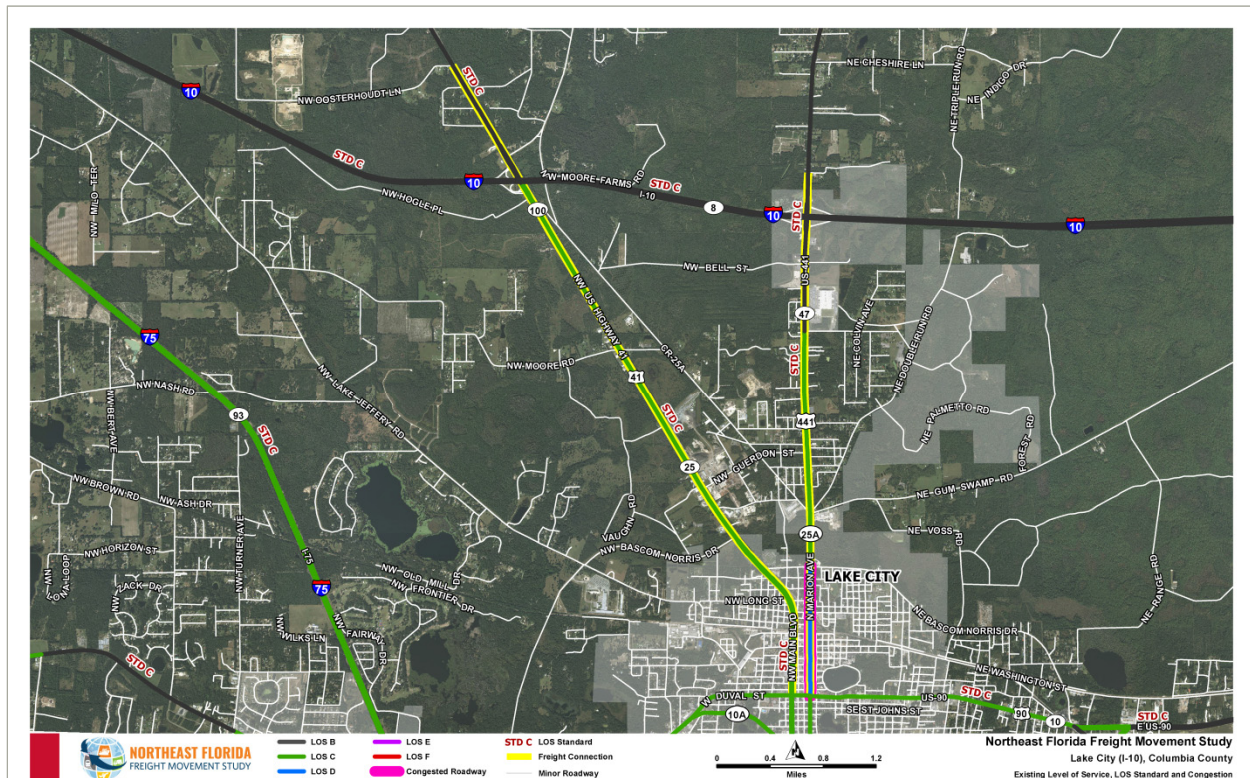 NE CHESHIRE LN
NE TRIPLE RUN RD
NE INDIGO DR
STD C
10
NW OOSTERHOUDT LN
STD C
10
NW MOORE FARMS RD
STD C
I-10
8
10
10
NW MILO TER
NW HOGLE PL
100
STD C
NW BELL ST
US-441
47
NE COLVIN AVE
NE DOUBLE RUN RD
NW US HIGHWAY 41
CR-25A
75
NW MOORE RD
STD C
41
NW NASH RD
NW LAKE JEFFERY RD
93
STD C
NW BERT AVE
STD C
441
NE PALMETTO RD
FOREST RD
25
NW GUERDON ST
NE GUM SWAMP RD
NW BROWN RD
NW ASH DR
VAUGHN RD
25A
NE VOSS RD
NW HORIZON ST
NW TURNER AVE
I-75
NW BASCOM NORRIS DR
LAKE CITY
NW ZACK DR
NW OLD MILL DR
NW FRONTIER DR
75
NW LONG ST
N MARION AVE
NE BASCOM NORRIS DR
NE RANGE RD
NW WILKS LN
NW FAIRWAY DR
STD C
NW MAIN BLVD
STD C
NE WASHINGTON ST
W DUVAL ST
US-90
STD C
10A
SE ST JOHNS ST
90
10
STD C
E US-90
NORTHEAST FLORIDA
FREIGHT MOVEMENT STUDY
LOS B
LOS C
LOS D
LOS E
LOS F
Congested Roadway
STD C LOS Standard
Freight Connection
Minor Roadway
N
0 0.4 0.8 1.2
Miles
Northeast Florida Freight Movement Study
Lake City (I-10), Columbia County
Existing Level of Service, LOS Standard and Congestion